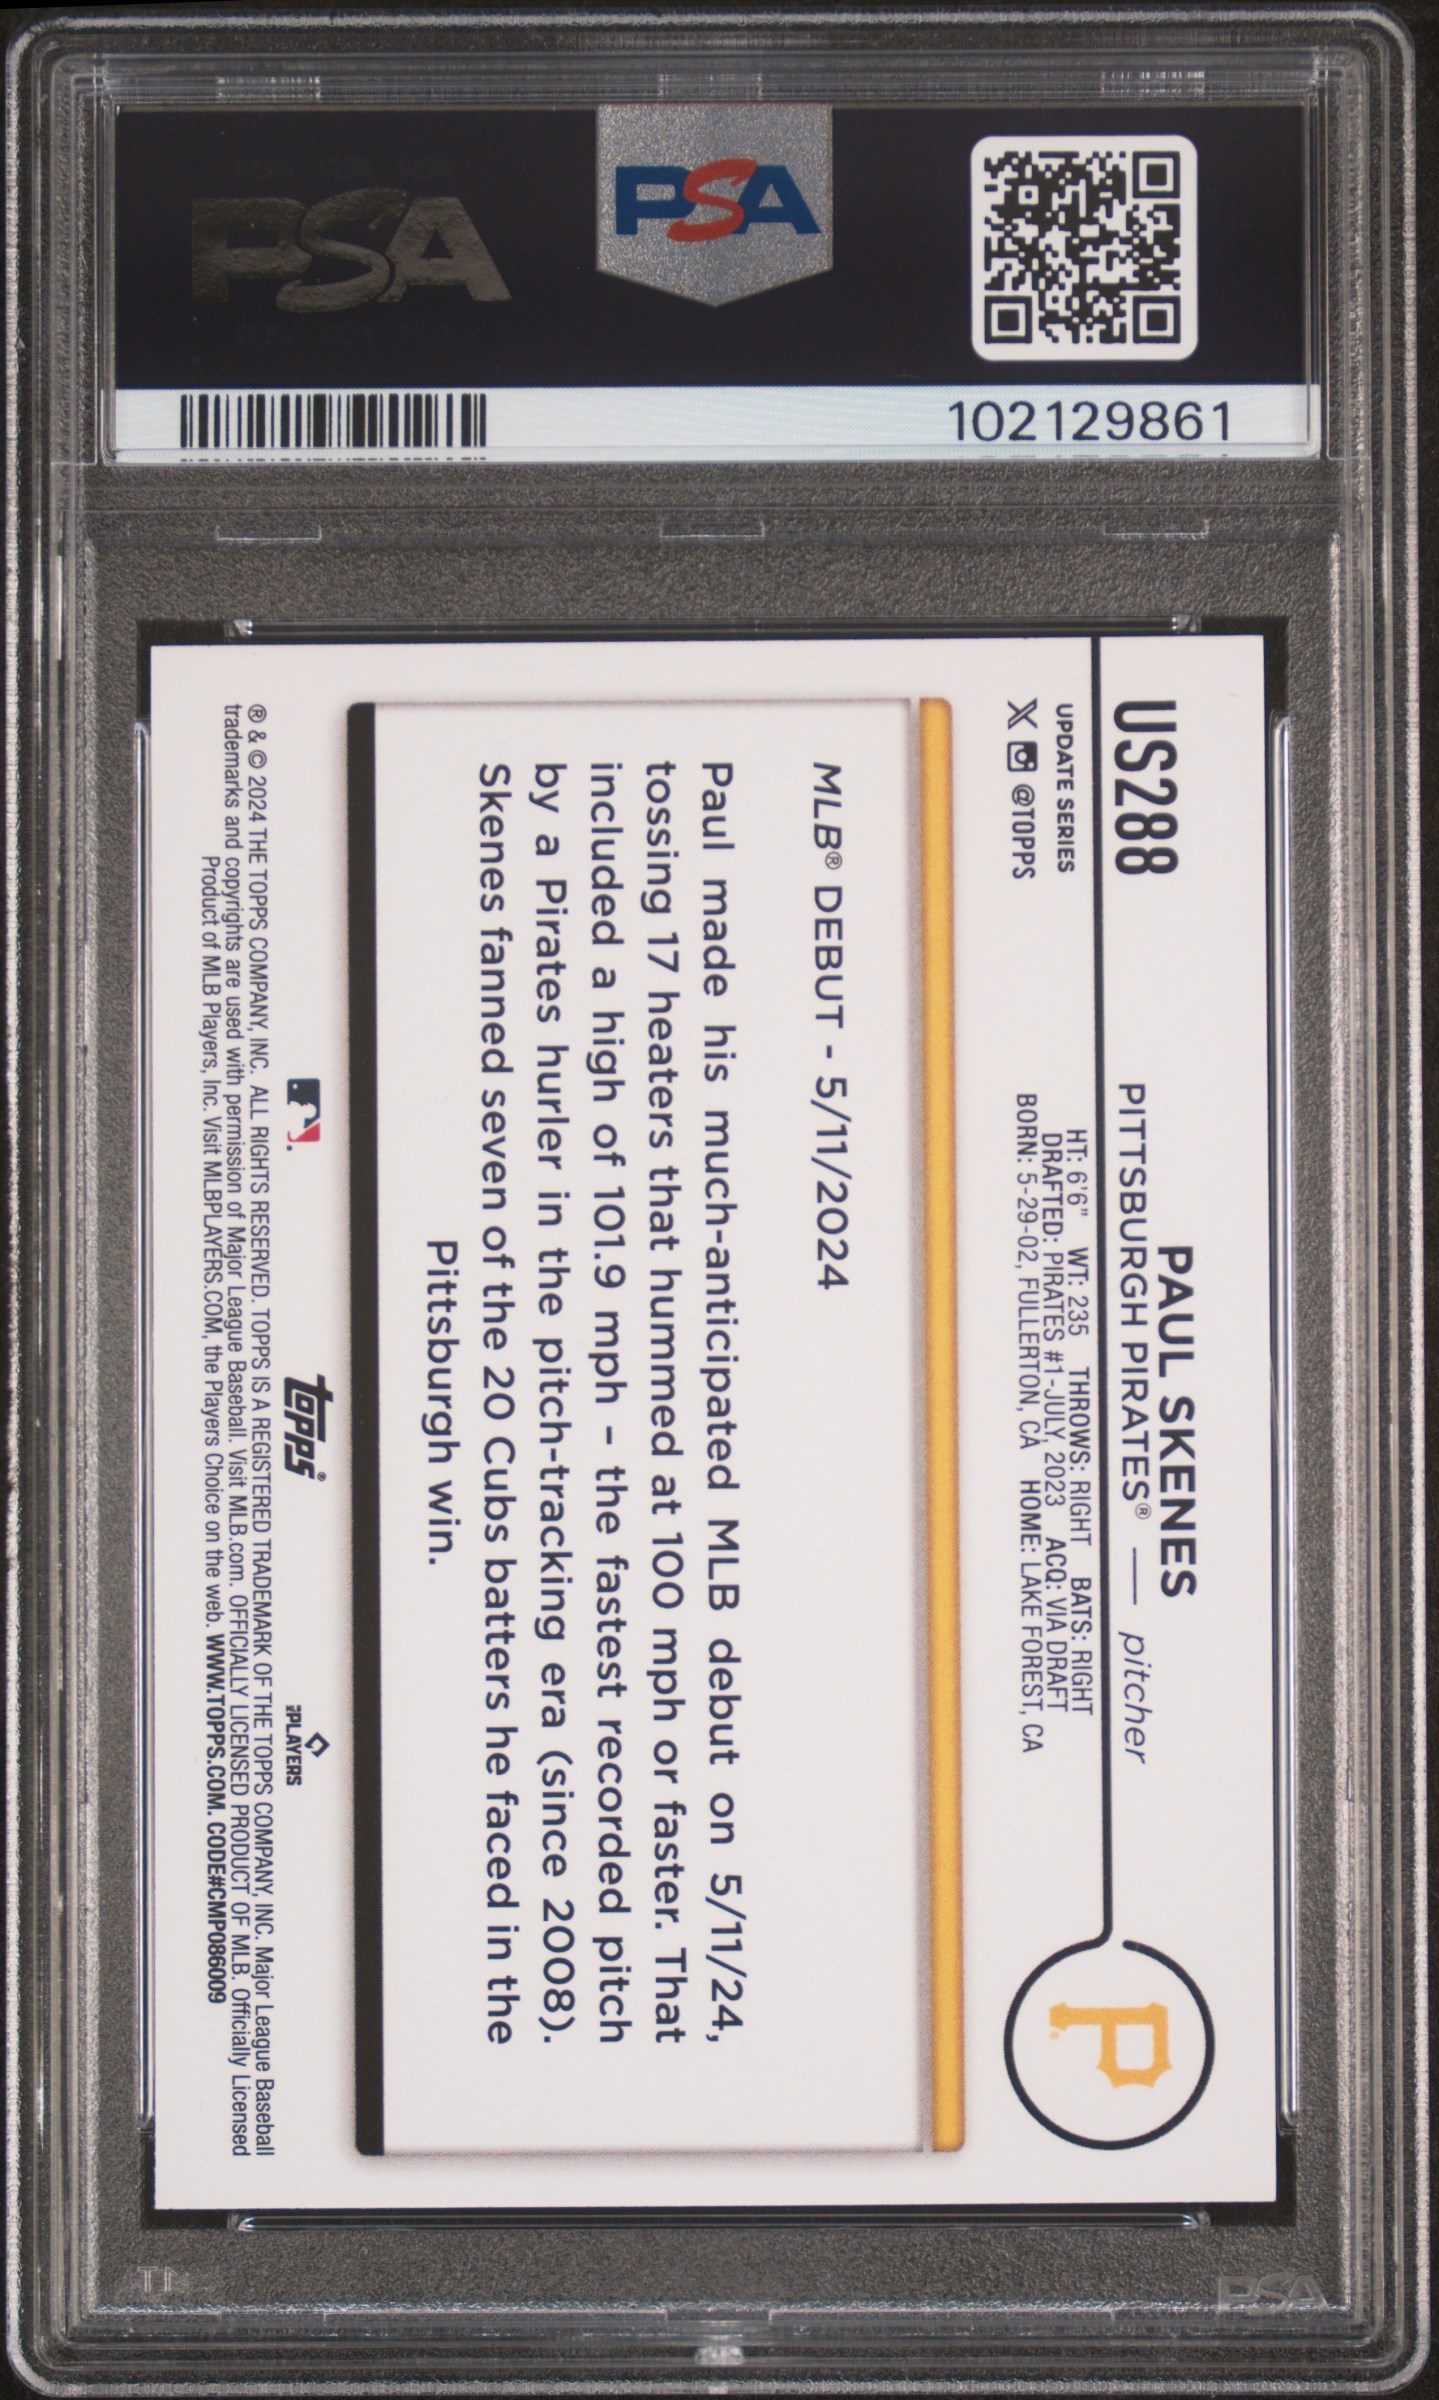 PSA
PSA
102129861
US288
PAUL SKENES
PITTSBURGH PIRATES® — pitcher
UPDATE SERIES
X @TOPPS
HT: 6'6" WT: 235 THROWS: RIGHT BATS: RIGHT
DRAFTED: PIRATES #1-JULY, 2023 ACQ: VIA DRAFT
BORN: 5-29-02, FULLERTON, CA HOME: LAKE FOREST, CA
P®
MLB® DEBUT - 5/11/2024
Paul made his much-anticipated MLB debut on 5/11/24,
tossing 17 heaters that hummed at 100 mph or faster. That
included a high of 101.9 mph – the fastest recorded pitch
by a Pirates hurler in the pitch-tracking era (since 2008).
Skenes fanned seven of the 20 Cubs batters he faced in the
Pittsburgh win.
topps®
PLAYERS
® & © 2024 THE TOPPS COMPANY, INC. ALL RIGHTS RESERVED. TOPPS IS A REGISTERED TRADEMARK OF THE TOPPS COMPANY, INC. Major League Baseball
trademarks and copyrights are used with permission of Major League Baseball. Visit MLB.com. OFFICIALLY LICENSED PRODUCT OF MLB. Officially Licensed
Product of MLB Players, Inc. Visit MLBPLAYERS.COM, the Players Choice on the web. WWW.TOPPS.COM. CODE#CMP086009
PSA